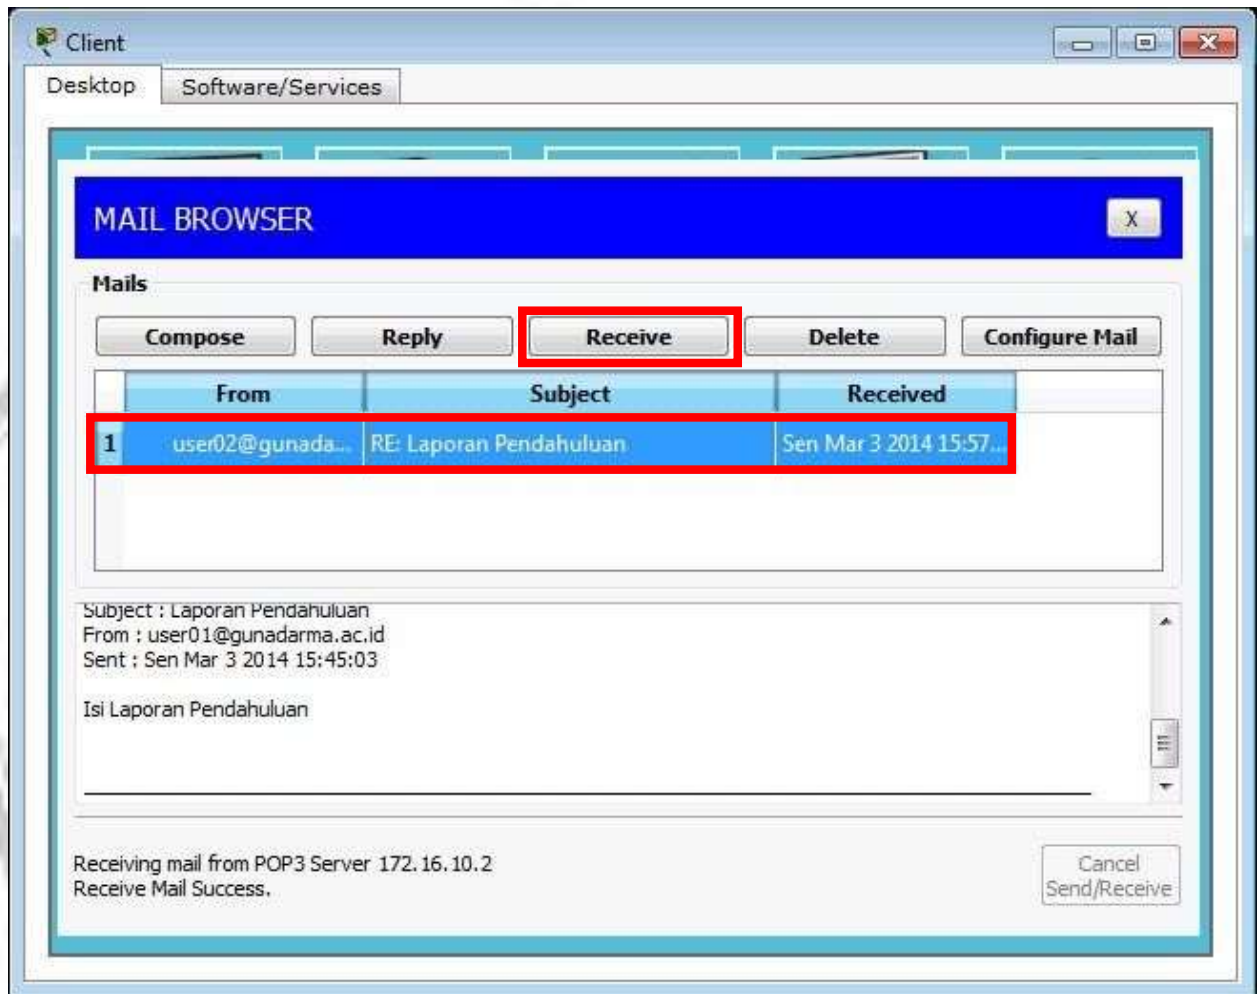 Client
Desktop Software/Services
MAIL BROWSER X
Mails
Compose Reply Receive Delete Configure Mail
From Subject Received
1 user02@gunada... RE: Laporan Pendahuluan Sen Mar 3 2014 15:57...
Subject : Laporan Pendahuluan
From : user01@gunadarma.ac.id
Sent : Sen Mar 3 2014 15:45:03
Isi Laporan Pendahuluan
Receiving mail from POP3 Server 172.16.10.2
Receive Mail Success.
Cancel
Send/Receive